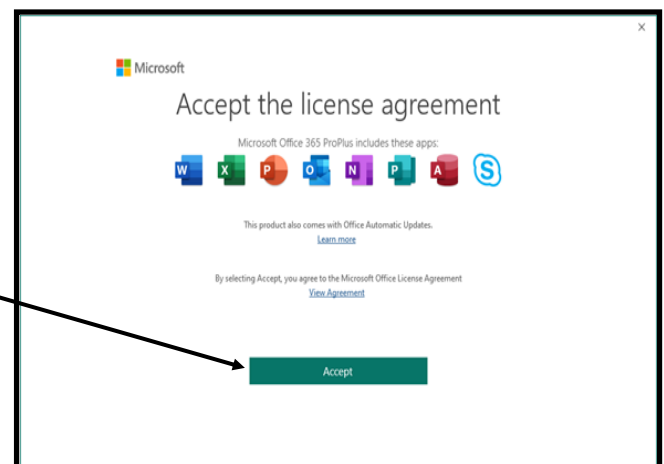 Microsoft
Accept the license agreement
Microsoft Office 365 ProPlus includes these apps:
W X P O N P A S
This product also comes with Office Automatic Updates.
Learn more
By selecting Accept, you agree to the Microsoft Office License Agreement
View Agreement
Accept